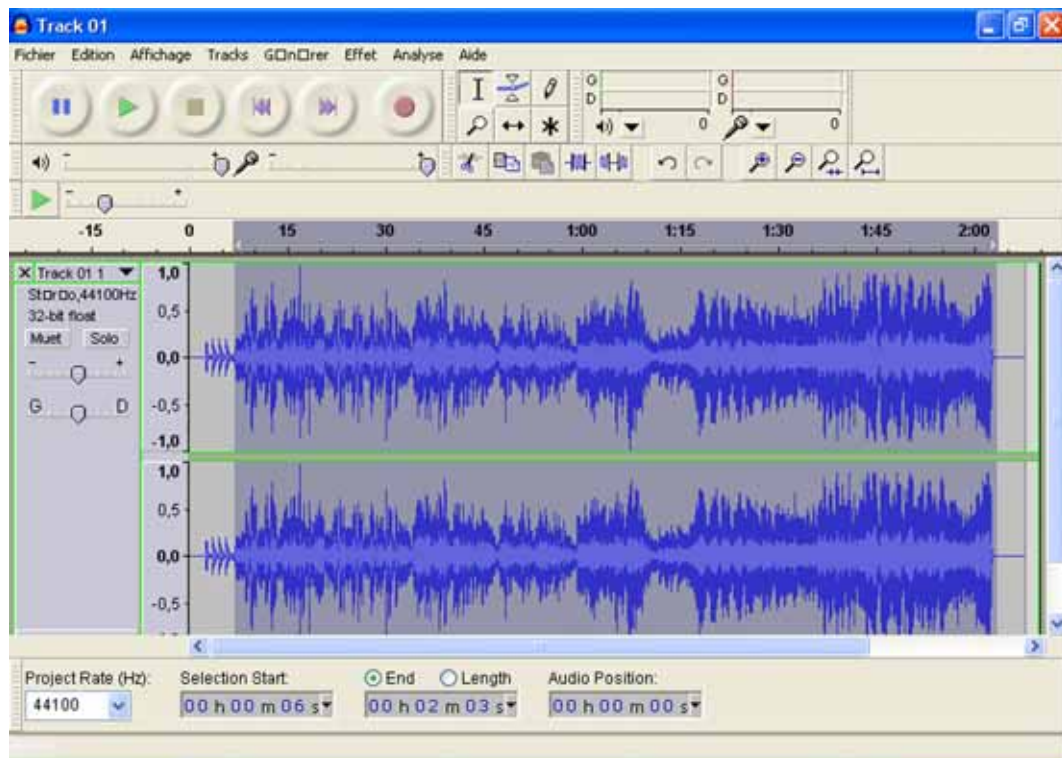 Track 01
Fichier Edition Affichage Tracks G□n□rer Effet Analyse Aide
G
D
0
G
D
0
- +
-15 0 15 30 45 1:00 1:15 1:30 1:45 2:00
Track 01 1
St□r□o,44100Hz
32-bit float
Muet Solo
- +
G D
1,0
0,5
0,0
-0,5
-1,0
1,0
0,5
0,0
-0,5
Project Rate (Hz): Selection Start: End Length Audio Position:
44100 00 h 00 m 06 s 00 h 02 m 03 s 00 h 00 m 00 s